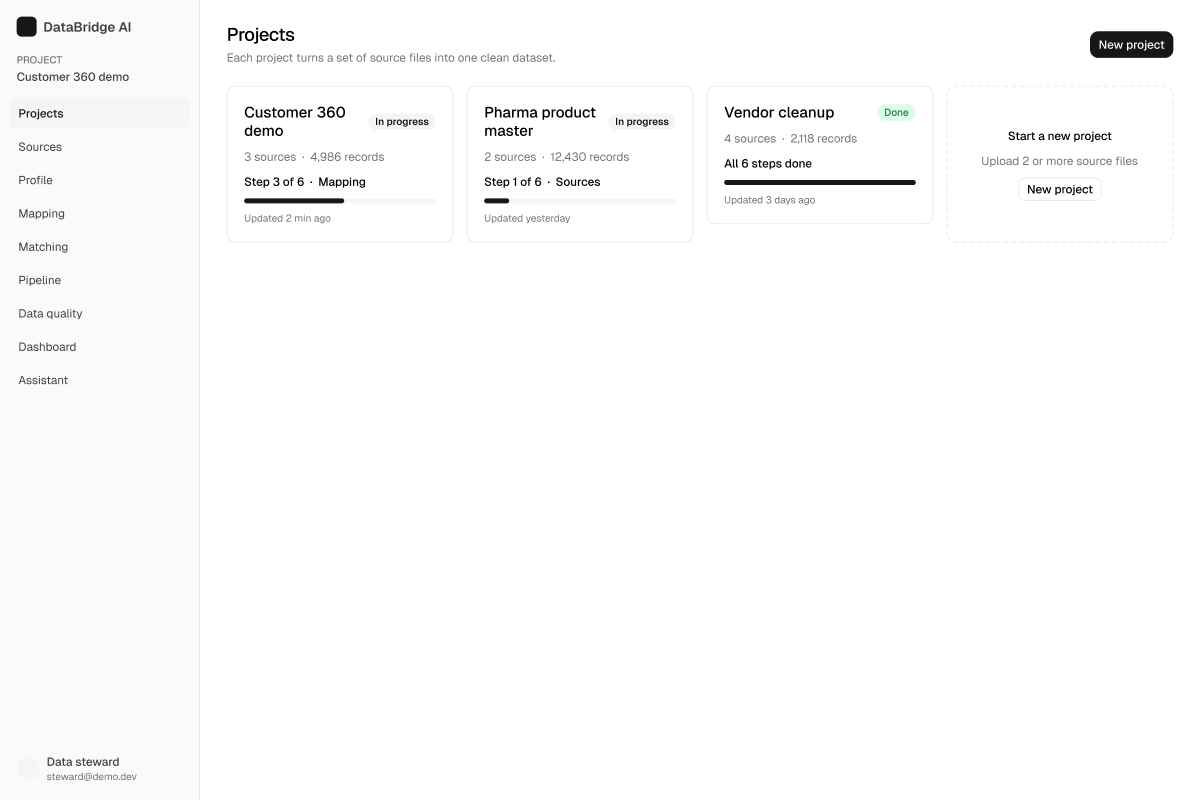 DataBridge AI
PROJECT
Customer 360 demo
Projects
Sources
Profile
Mapping
Matching
Pipeline
Data quality
Dashboard
Assistant
Data steward
steward@demo.dev
Projects
Each project turns a set of source files into one clean dataset.
New project
Customer 360
demo
In progress
3 sources · 4,986 records
Step 3 of 6 · Mapping
Updated 2 min ago
Pharma product
master
In progress
2 sources · 12,430 records
Step 1 of 6 · Sources
Updated yesterday
Vendor cleanup
Done
4 sources · 2,118 records
All 6 steps done
Updated 3 days ago
Start a new project
Upload 2 or more source files
New project